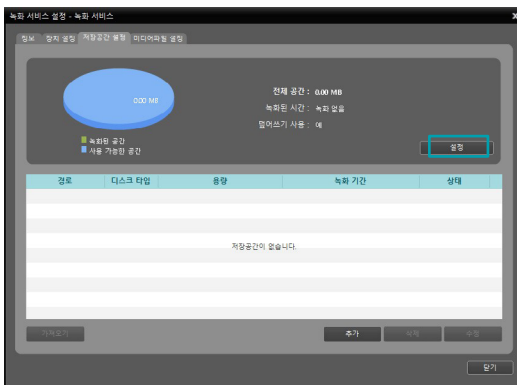 녹화 서비스 설정 - 녹화 서비스
x
정보 장치 설정 저장공간 설정 미디어파일 설정
0.00 MB
전체 공간 : 0.00 MB
녹화된 시간 : 녹화 없음
덮어쓰기 사용 : 예
녹화된 공간
사용 가능한 공간
설정
경로 디스크 타입 용량 녹화 기간 상태
저장공간이 없습니다.
가져오기 추가 삭제 수정
닫기